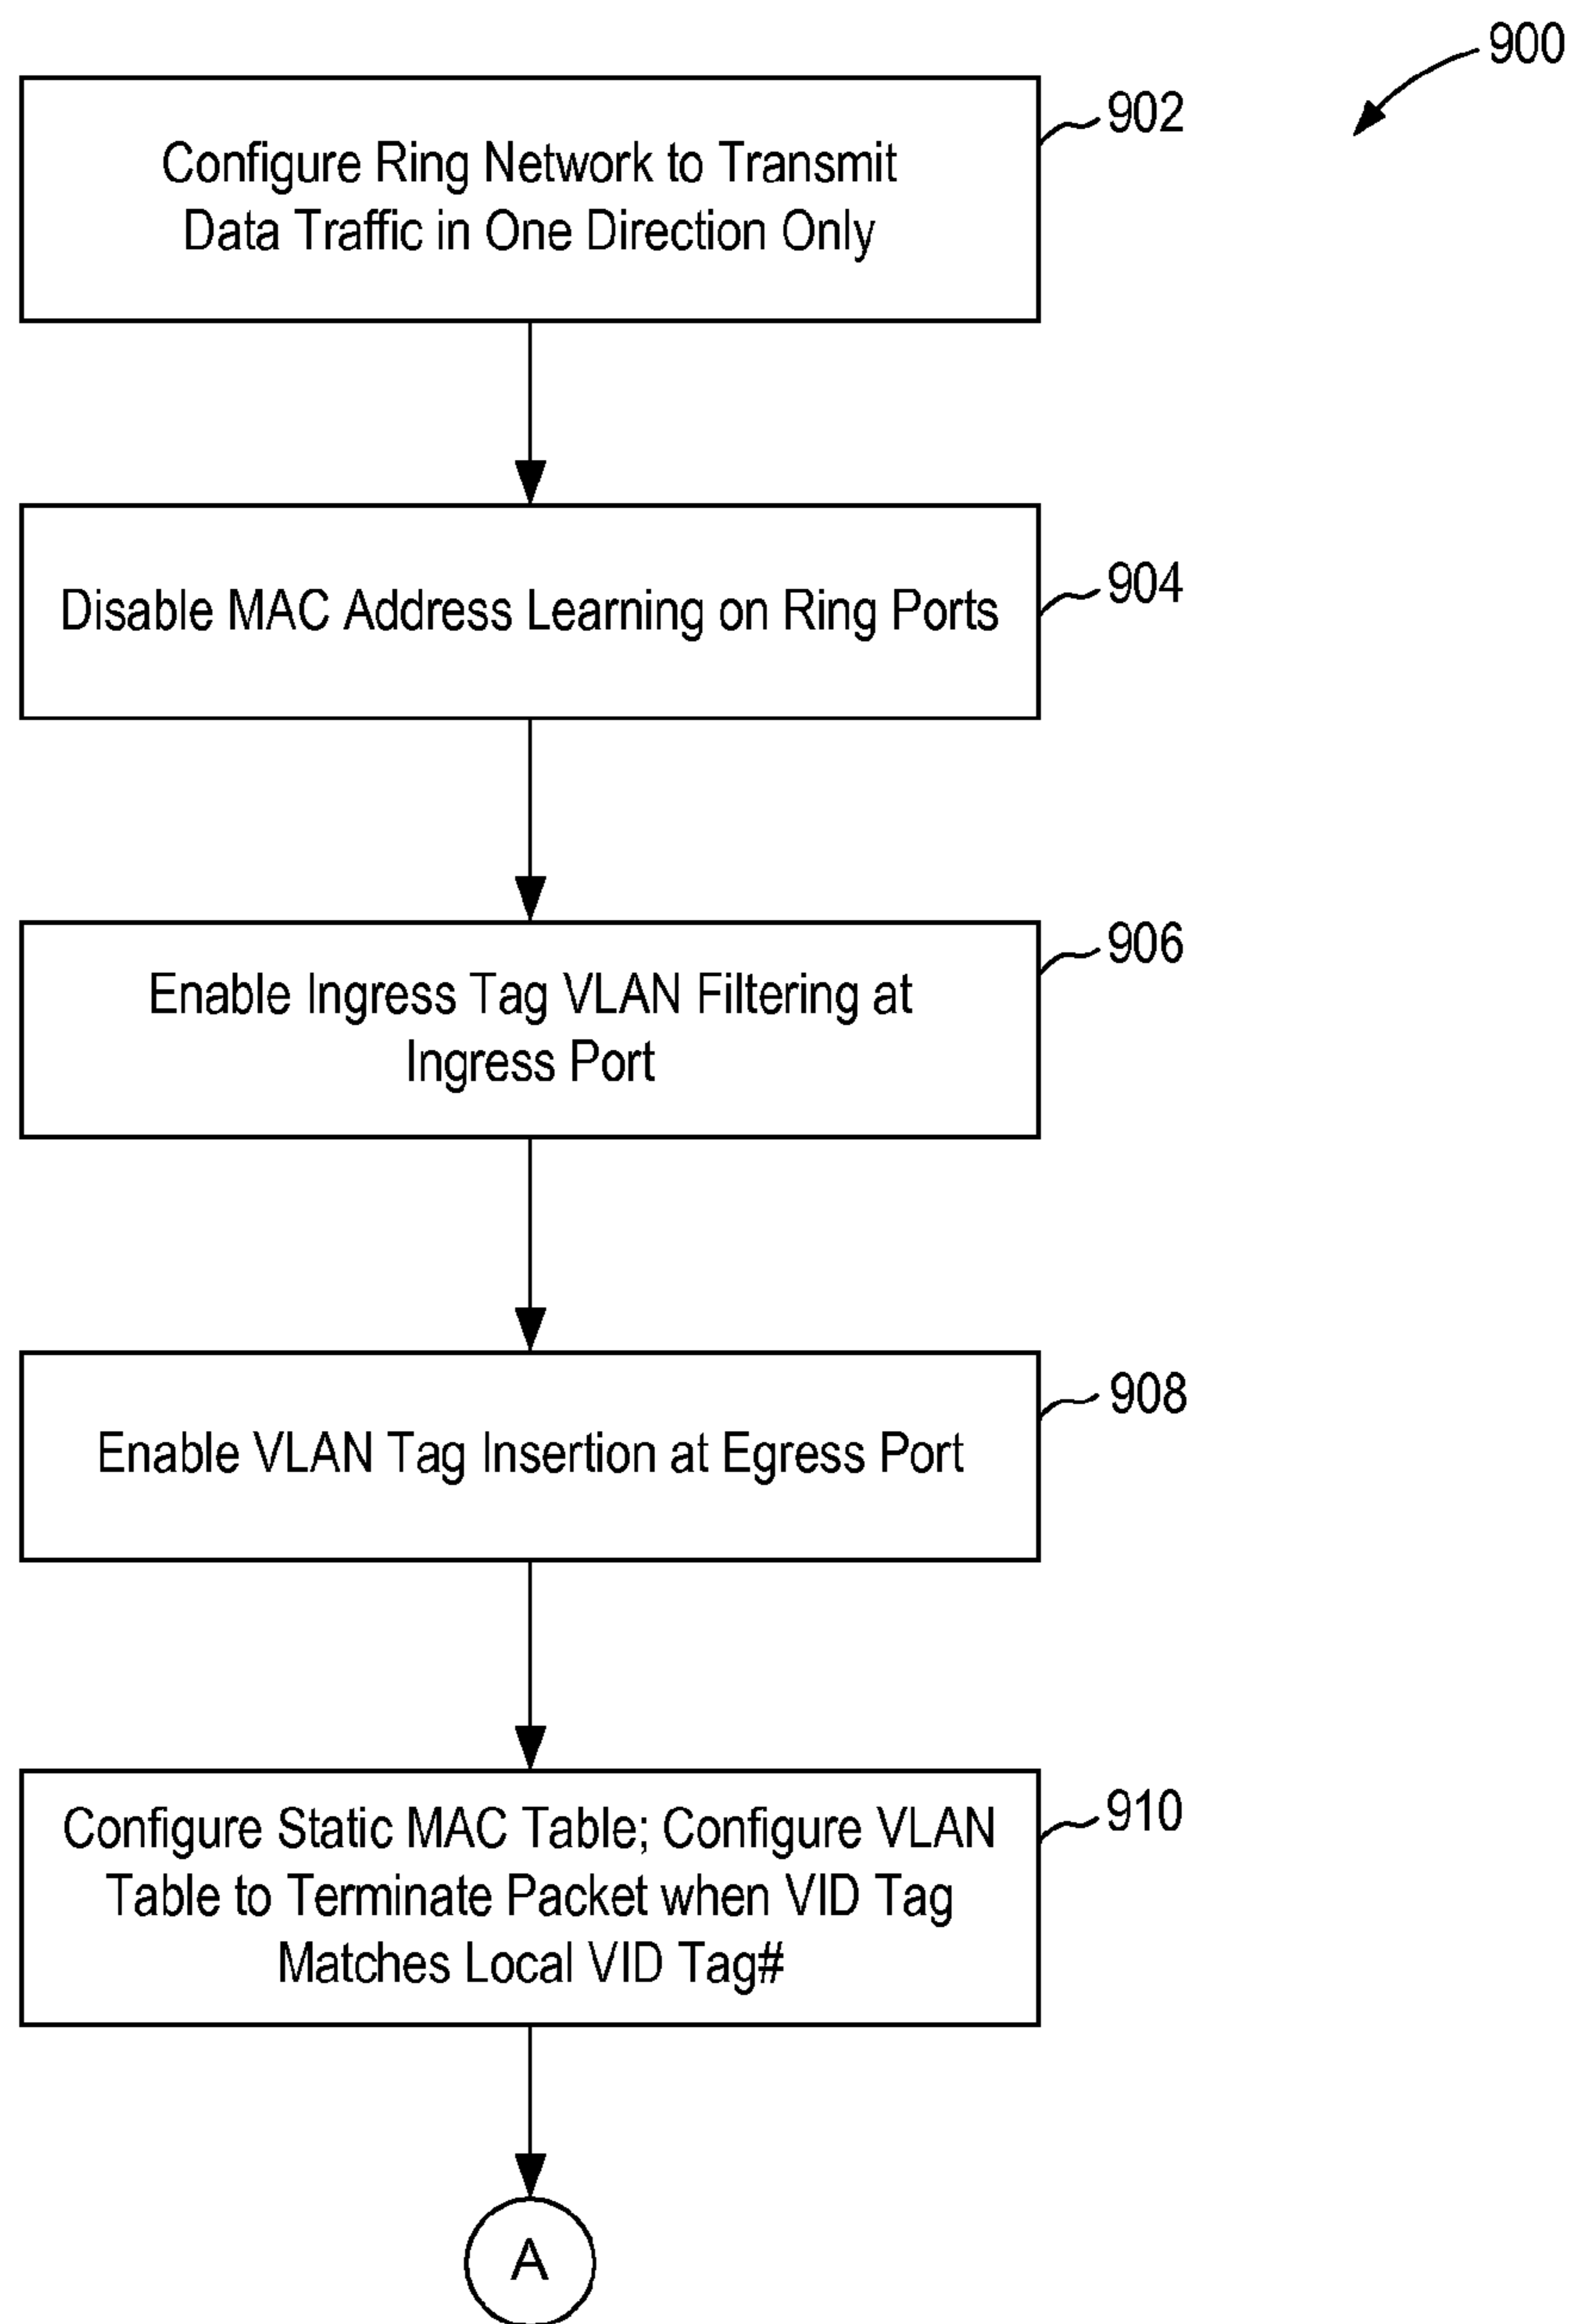 900
902
Configure Ring Network to Transmit
Data Traffic in One Direction Only
904
Disable MAC Address Learning on Ring Ports
906
Enable Ingress Tag VLAN Filtering at
Ingress Port
908
Enable VLAN Tag Insertion at Egress Port
910
Configure Static MAC Table; Configure VLAN
Table to Terminate Packet when VID Tag
Matches Local VID Tag#
A